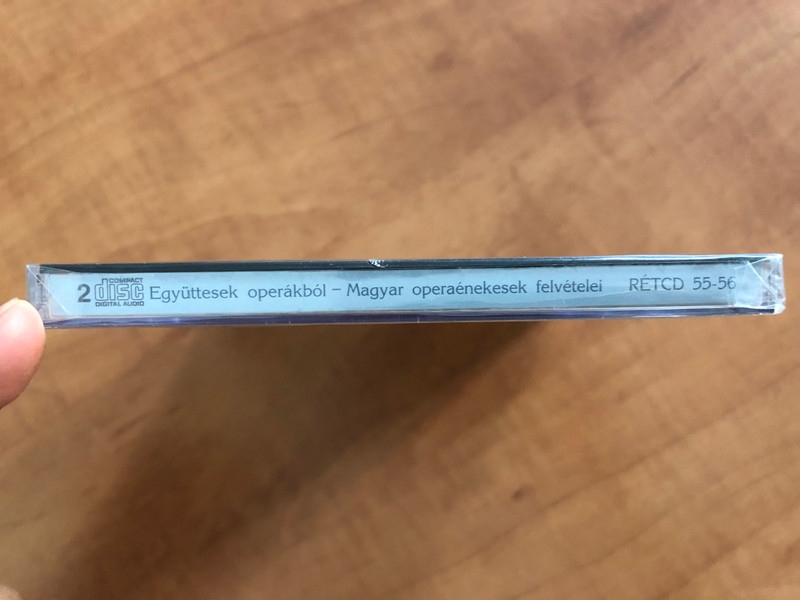 2 COMPACT disc DIGITAL AUDIO Együttesek operákból – Magyar operaénekesek felvételei RÉTCD 55-56